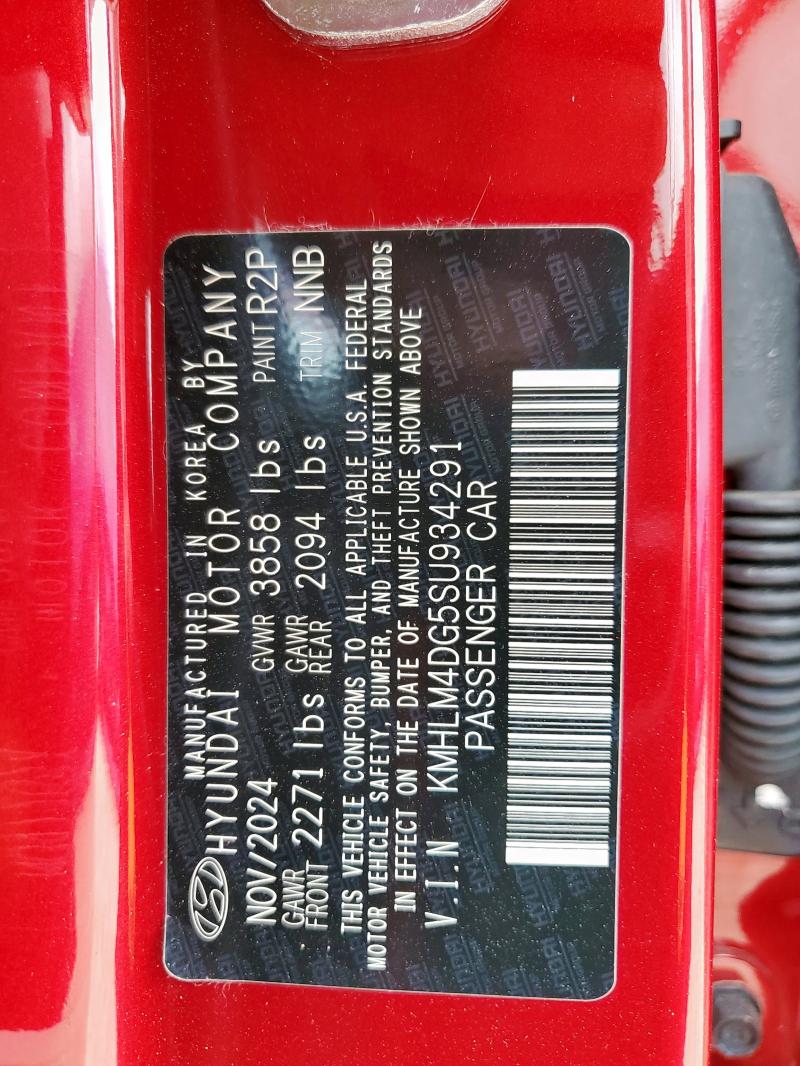 MANUFACTURED IN KOREA BY
HYUNDAI MOTOR COMPANY
NOV/2024 GVWR 3858 lbs PAINT R2P
GAWR FRONT 2271 lbs GAWR REAR 2094 lbs TRIM NNB
THIS VEHICLE CONFORMS TO ALL APPLICABLE U.S.A. FEDERAL
MOTOR VEHICLE SAFETY, BUMPER, AND THEFT PREVENTION STANDARDS
IN EFFECT ON THE DATE OF MANUFACTURE SHOWN ABOVE
V.I.N KMHLM4DG5SU934291
PASSENGER CAR